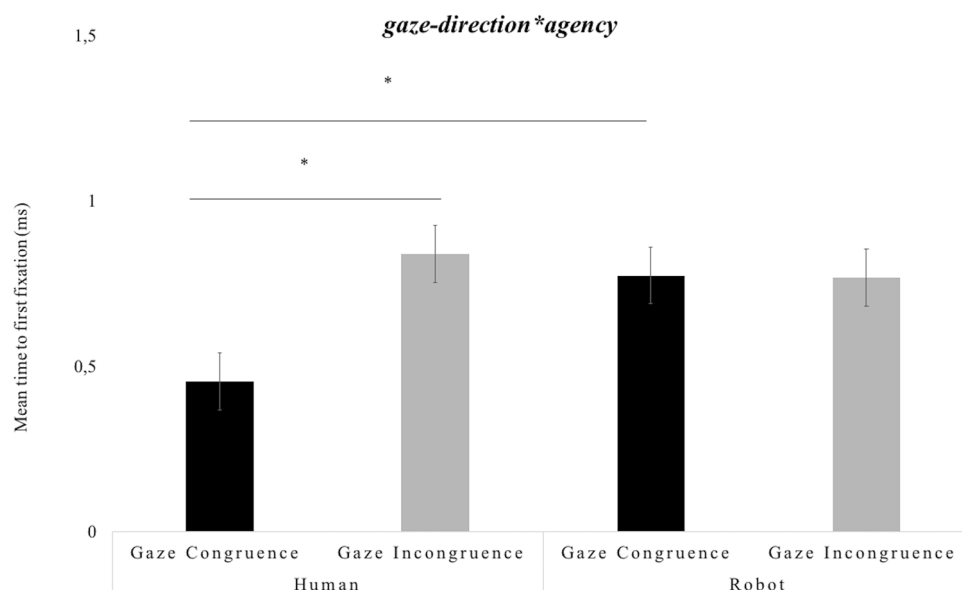 gaze-direction*agency
1,5
*
*
1
0,5
0
Mean time to first fixation (ms)
Gaze Congruence Gaze Incongruence Gaze Congruence Gaze Incongruence
Human Robot